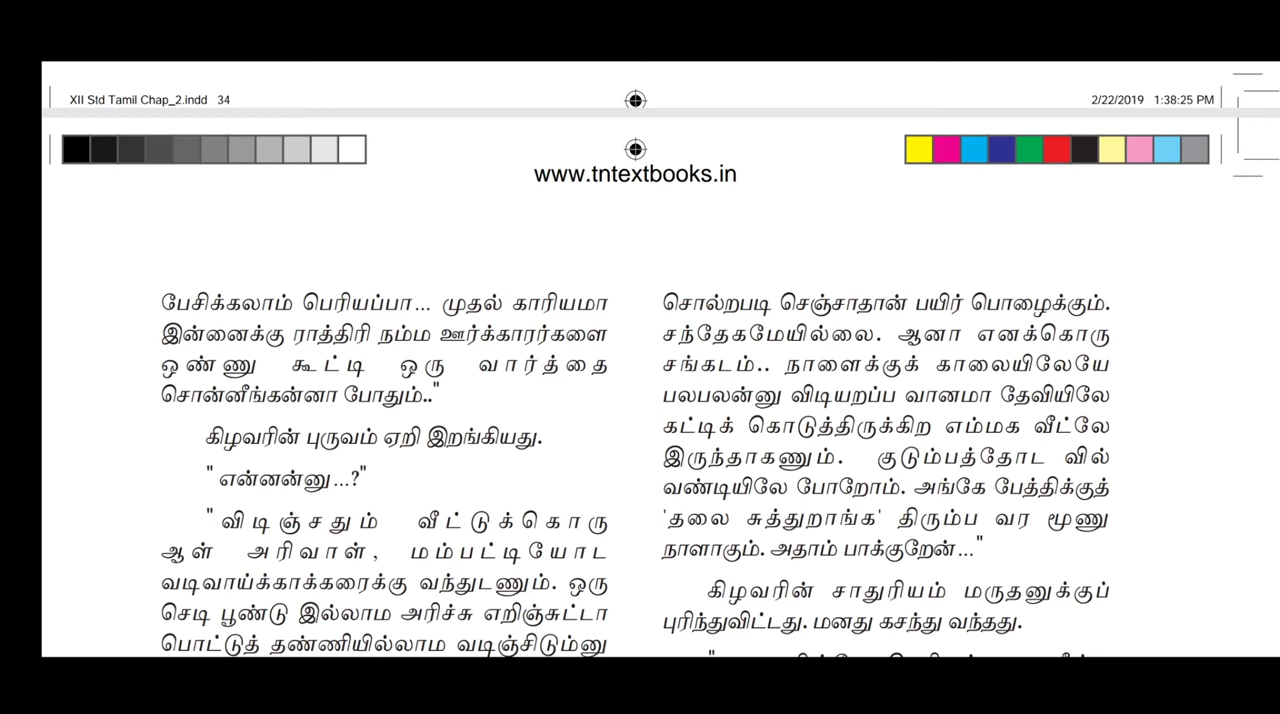 XII Std Tamil Chap_2.indd 34
2/22/2019 1:38:25 PM
www.tntextbooks.in
பேசிக்கலாம் பெரியப்பா... முதல் காரியமா
இன்னைக்கு ராத்திரி நம்ம ஊர்க்காரர்களை
ஒண்ணு கூட்டி ஒரு வார்த்தை
சொன்னீங்கன்னா போதும்.."
கிழவரின் புருவம் ஏறி இறங்கியது.
"என்னன்னு...?"
"விடிஞ்சதும் வீட்டுக்கொரு
ஆள் அரிவாள், மம்பட்டியோட
வடிவாய்க்காக்கரைக்கு வந்துடணும். ஒரு
செடி பூண்டு இல்லாம அரிச்சு எறிஞ்சுட்டா
பொட்டுத் தண்ணியில்லாம வடிஞ்சிடும்னு
சொல்றபடி செஞ்சாதான் பயிர் பொழைக்கும்.
சந்தேகமேயில்லை. ஆனா எனக்கொரு
சங்கடம்.. நாளைக்குக் காலையிலேயே
பலபலன்னு விடியறப்ப வானமா தேவியிலே
கட்டிக் கொடுத்திருக்கிற எம்மக வீட்லே
இருந்தாகணும். குடும்பத்தோட வில்
வண்டியிலே போறோம். அங்கே பேத்திக்குத்
'தலை சுத்துறாங்க' திரும்ப வர மூணு
நாளாகும். அதாம் பாக்குறேன்..."
கிழவரின் சாதுரியம் மருதனுக்குப்
புரிந்துவிட்டது. மனது கசந்து வந்தது.